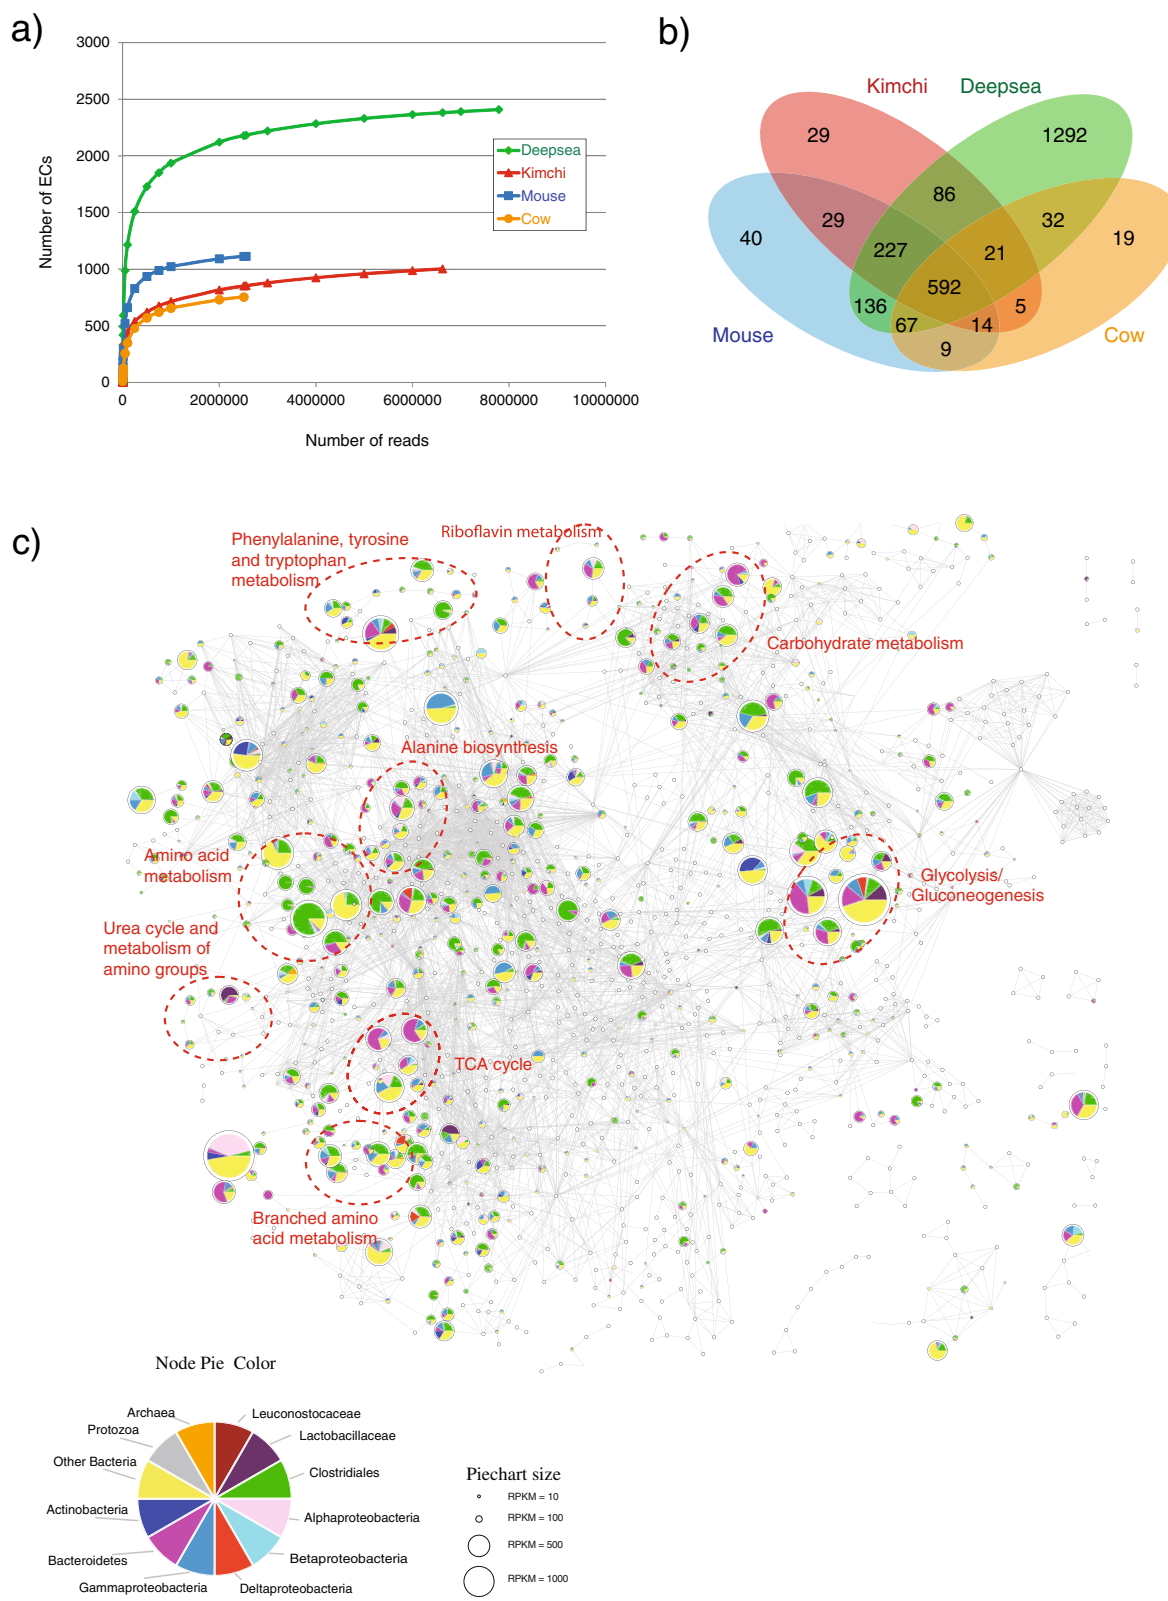 a)
3000
2500
2000
1500
1000
500
0
Number of ECs
0
2000000
4000000
6000000
8000000
10000000
Number of reads
Deepsea
Kimchi
Mouse
Cow
b)
Kimchi
Deepsea
29
1292
86
40
29
32
19
227
21
592
136
67
14
5
9
Mouse
Cow
c)
Phenylalanine, tyrosine
and tryptophan
metabolism
Riboflavin metabolism
Carbohydrate metabolism
Alanine biosynthesis
Amino acid
metabolism
Glycolysis/
Gluconeogenesis
Urea cycle and
metabolism of
amino groups
TCA cycle
Branched amino
acid metabolism
Node Pie Color
Archaea
Leuconostocaceae
Protozoa
Lactobacillaceae
Other Bacteria
Clostridiales
Actinobacteria
Alphaproteobacteria
Bacteroidetes
Betaproteobacteria
Gammaproteobacteria
Deltaproteobacteria
Piechart size
RPKM = 10
RPKM = 100
RPKM = 500
RPKM = 1000